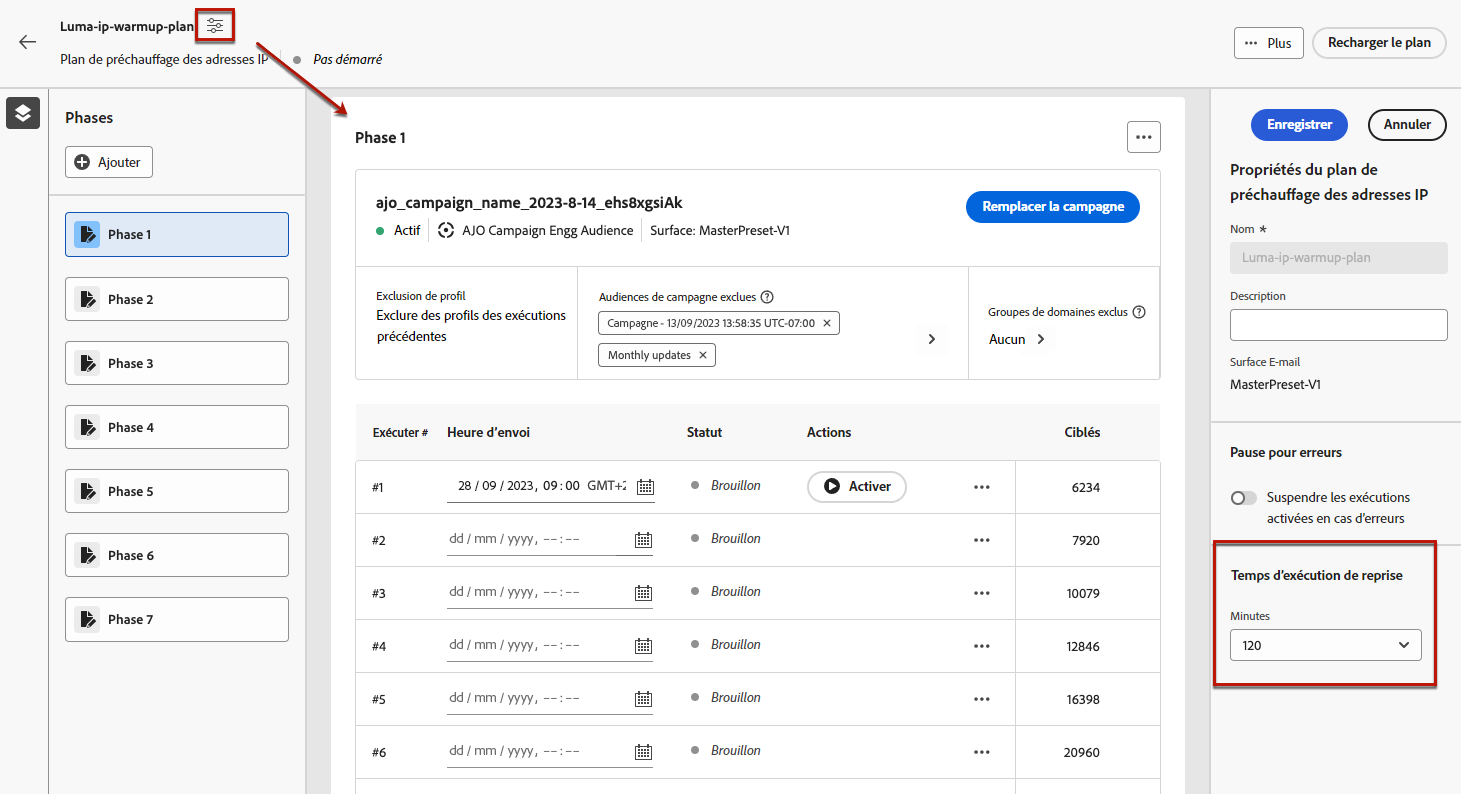 Luma-ip-warmup-plan
Plan de préchauffage des adresses IP
Pas démarré
Plus
Recharger le plan
Phases
Ajouter
Phase 1
Phase 2
Phase 3
Phase 4
Phase 5
Phase 6
Phase 7
Phase 1
ajo_campaign_name_2023-8-14_ehs8xgsiAk
Remplacer la campagne
Actif
AJO Campaign Engg Audience
Surface: MasterPreset-V1
Exclusion de profil
Exclure des profils des exécutions
précédentes
Audiences de campagne exclues
Campagne - 13/09/2023 13:58:35 UTC-07:00
Monthly updates
Groupes de domaines exclus
Aucun
Exécuter # Heure d'envoi Statut Actions Ciblés
#1 28 / 09 / 2023, 09 : 00 GMT+2 Brouillon Activer 6234
#2 dd / mm / yyyy, -- : -- Brouillon 7920
#3 dd / mm / yyyy, -- : -- Brouillon 10079
#4 dd / mm / yyyy, -- : -- Brouillon 12846
#5 dd / mm / yyyy, -- : -- Brouillon 16398
#6 dd / mm / yyyy, -- : -- Brouillon 20960
Enregistrer
Annuler
Propriétés du plan de
préchauffage des adresses IP
Nom *
Luma-ip-warmup-plan
Description
Surface E-mail
MasterPreset-V1
Pause pour erreurs
Suspendre les exécutions
activées en cas d'erreurs
Temps d'exécution de reprise
Minutes
120